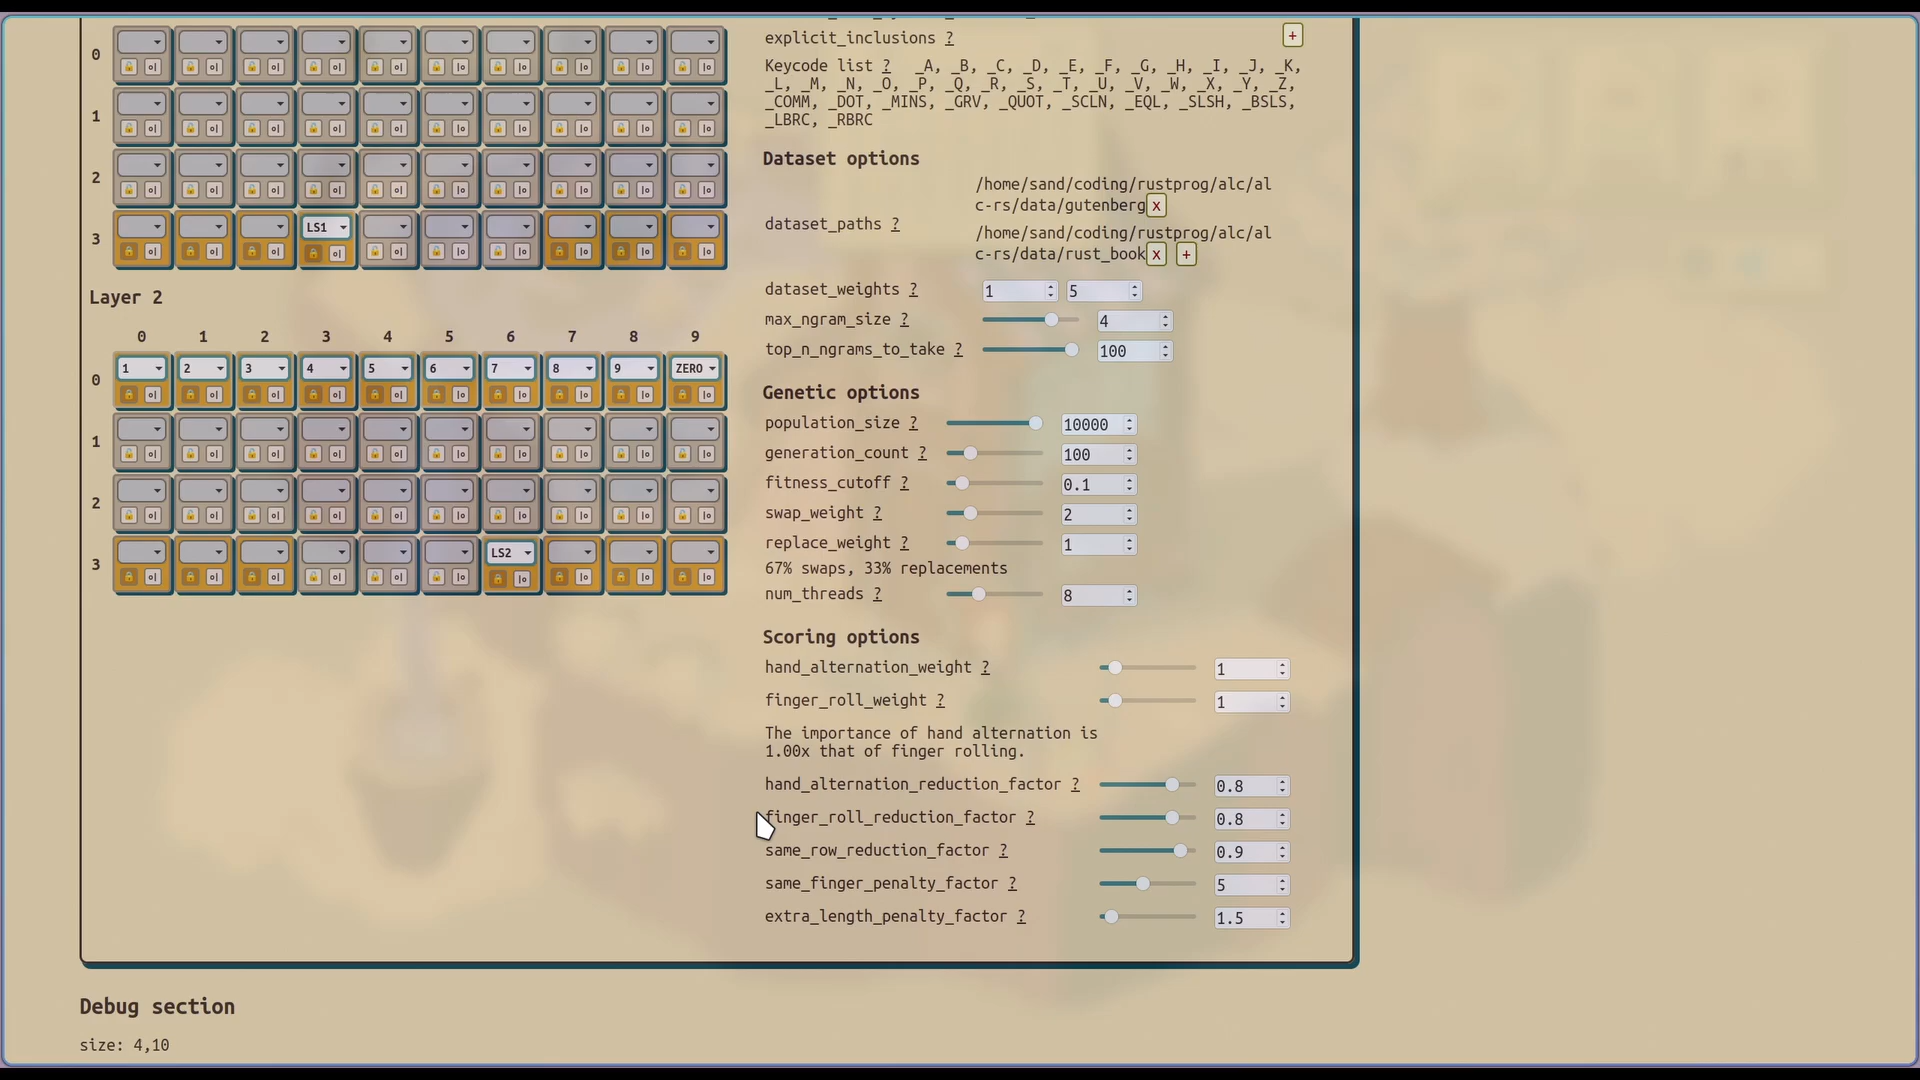 0
o| o| o| o| o| |o |o |o |o |o
1
o| o| o| o| o| |o |o |o |o |o
2
o| o| o| o| o| |o |o |o |o |o
LS1
3
o| o| o| o| o| |o |o |o |o |o
Layer 2
0 1 2 3 4 5 6 7 8 9
1 2 3 4 5 6 7 8 9 ZERO
0
o| o| o| o| o| |o |o |o |o |o
1
o| o| o| o| o| |o |o |o |o |o
2
o| o| o| o| o| |o |o |o |o |o
LS2
3
o| o| o| o| o| |o |o |o |o |o
explicit_inclusions ? +
Keycode list ? _A, _B, _C, _D, _E, _F, _G, _H, _I, _J, _K,
_L, _M, _N, _O, _P, _Q, _R, _S, _T, _U, _V, _W, _X, _Y, _Z,
_COMM, _DOT, _MINS, _GRV, _QUOT, _SCLN, _EQL, _SLSH, _BSLS,
_LBRC, _RBRC
Dataset options
dataset_paths ?
/home/sand/coding/rustprog/alc/al
c-rs/data/gutenberg x
/home/sand/coding/rustprog/alc/al
c-rs/data/rust_book x +
dataset_weights ? 1 5
max_ngram_size ? 4
top_n_ngrams_to_take ? 100
Genetic options
population_size ? 10000
generation_count ? 100
fitness_cutoff ? 0.1
swap_weight ? 2
replace_weight ? 1
67% swaps, 33% replacements
num_threads ? 8
Scoring options
hand_alternation_weight ? 1
finger_roll_weight ? 1
The importance of hand alternation is
1.00x that of finger rolling.
hand_alternation_reduction_factor ? 0.8
finger_roll_reduction_factor ? 0.8
same_row_reduction_factor ? 0.9
same_finger_penalty_factor ? 5
extra_length_penalty_factor ? 1.5
Debug section
size: 4,10